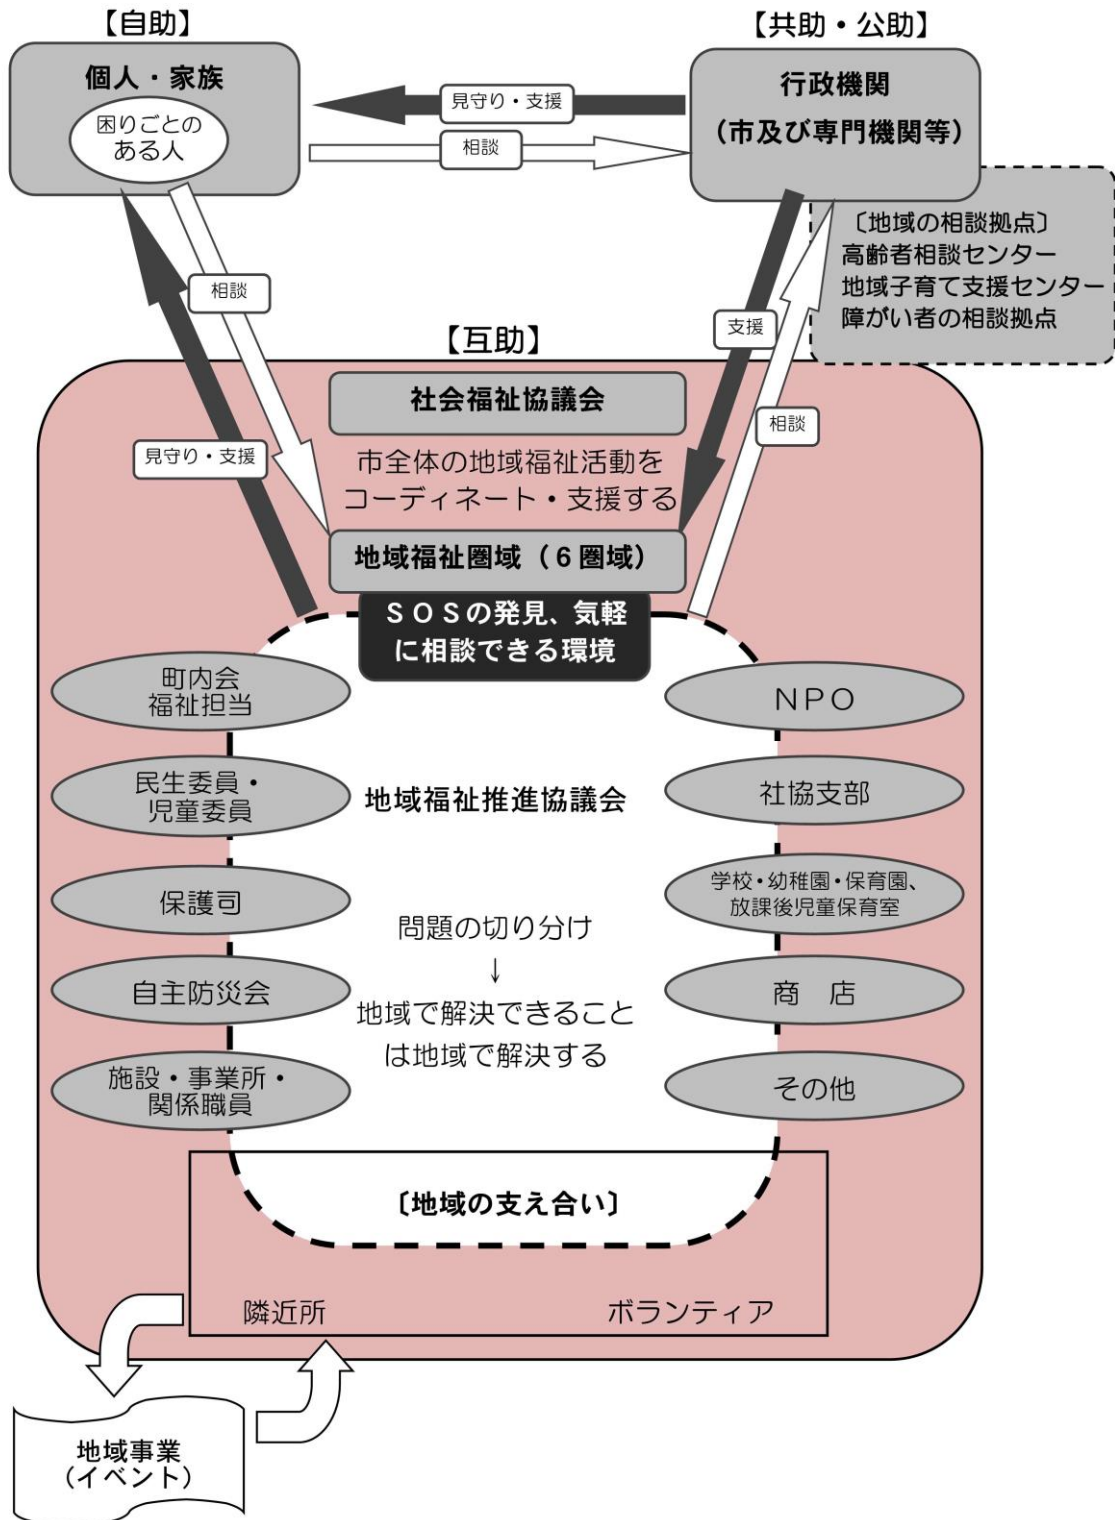 【自助】
【共助・公助】
個人・家族
困りごとの
ある人
見守り・支援
相談
行政機関
（市及び専門機関等）
〔地域の相談拠点〕
高齢者相談センター
地域子育て支援センター
障がい者の相談拠点
相談
支援
【互助】
社会福祉協議会
相談
見守り・支援
市全体の地域福祉活動を
コーディネート・支援する
地域福祉圏域（６圏域）
ＳＯＳの発見、気軽
に相談できる環境
町内会
福祉担当
ＮＰＯ
民生委員・
児童委員
地域福祉推進協議会
社協支部
保護司
学校・幼稚園・保育園、
放課後児童保育室
問題の切り分け
↓
自主防災会
商　店
地域で解決できること
は地域で解決する
施設・事業所・
関係職員
その他
〔地域の支え合い〕
隣近所
ボランティア
地域事業
（イベント）